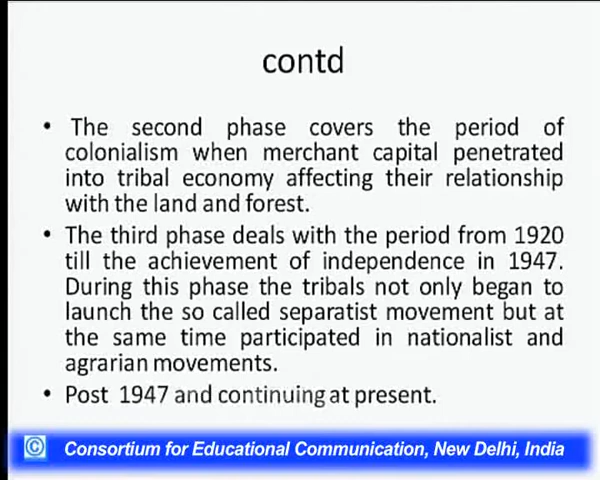 contd
• The second phase covers the period of
colonialism when merchant capital penetrated
into tribal economy affecting their relationship
with the land and forest.
• The third phase deals with the period from 1920
till the achievement of independence in 1947.
During this phase the tribals not only began to
launch the so called separatist movement but at
the same time participated in nationalist and
agrarian movements.
• Post 1947 and continuing at present.
© Consortium for Educational Communication, New Delhi, India